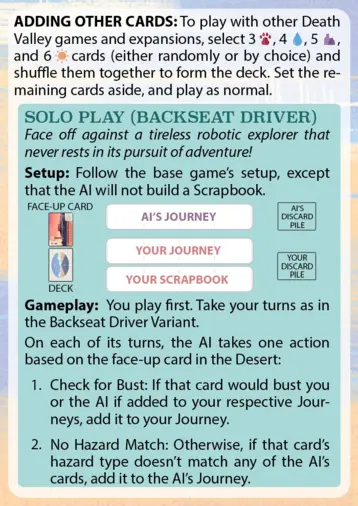 ADDING OTHER CARDS: To play with other Death
Valley games and expansions, select 3 🐾, 4 💧, 5 , 
and 6 ☀ cards (either randomly or by choice) and
shuffle them together to form the deck. Set the re-
maining cards aside, and play as normal.
SOLO PLAY (BACKSEAT DRIVER)
Face off against a tireless robotic explorer that
never rests in its pursuit of adventure!
Setup: Follow the base game's setup, except
that the AI will not build a Scrapbook.
FACE-UP CARD
DECK
AI'S JOURNEY
YOUR JOURNEY
YOUR SCRAPBOOK
AI'S
DISCARD
PILE
YOUR
DISCARD
PILE
Gameplay: You play first. Take your turns as in
the Backseat Driver Variant.
On each of its turns, the AI takes one action
based on the face-up card in the Desert:
1. Check for Bust: If that card would bust you
or the AI if added to your respective Jour-
neys, add it to your Journey.
2. No Hazard Match: Otherwise, if that card's
hazard type doesn't match any of the AI's
cards, add it to the AI's Journey.